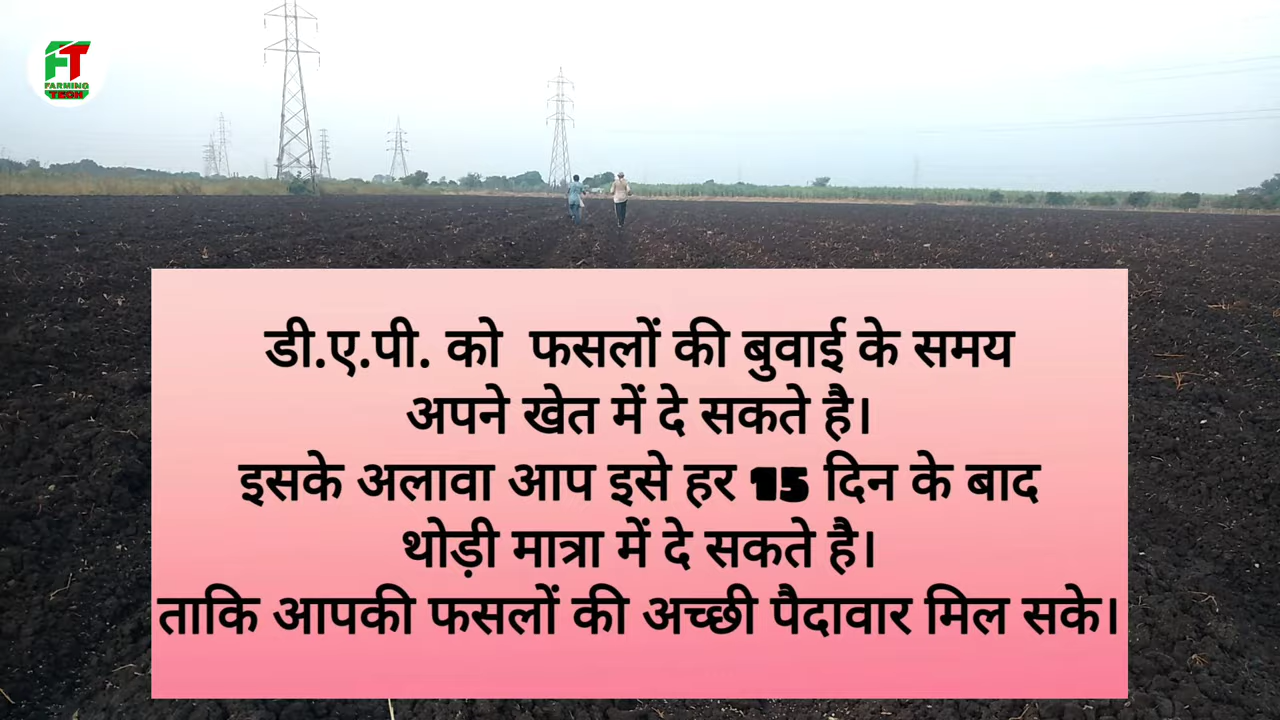 FT
FARMING
TECH
डी.ए.पी. को फसलों की बुवाई के समय
अपने खेत में दे सकते है।
इसके अलावा आप इसे हर 15 दिन के बाद
थोड़ी मात्रा में दे सकते है।
ताकि आपकी फसलों की अच्छी पैदावार मिल सके।